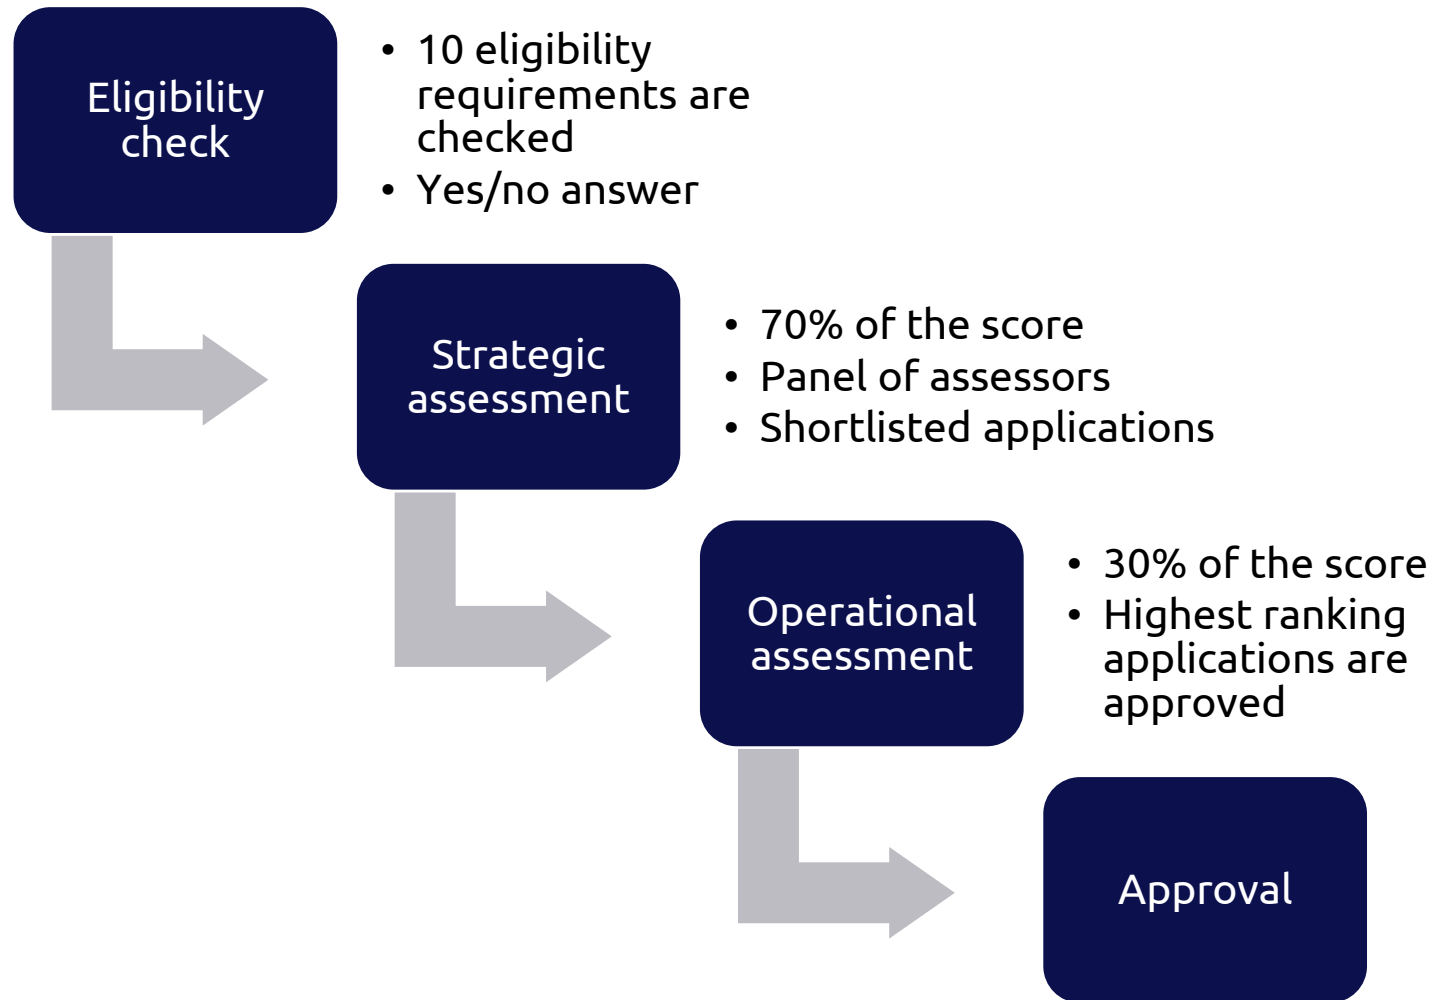 Eligibility
check
• 10 eligibility
requirements are
checked
• Yes/no answer
Strategic
assessment
• 70% of the score
• Panel of assessors
• Shortlisted applications
Operational
assessment
• 30% of the score
• Highest ranking
applications are
approved
Approval